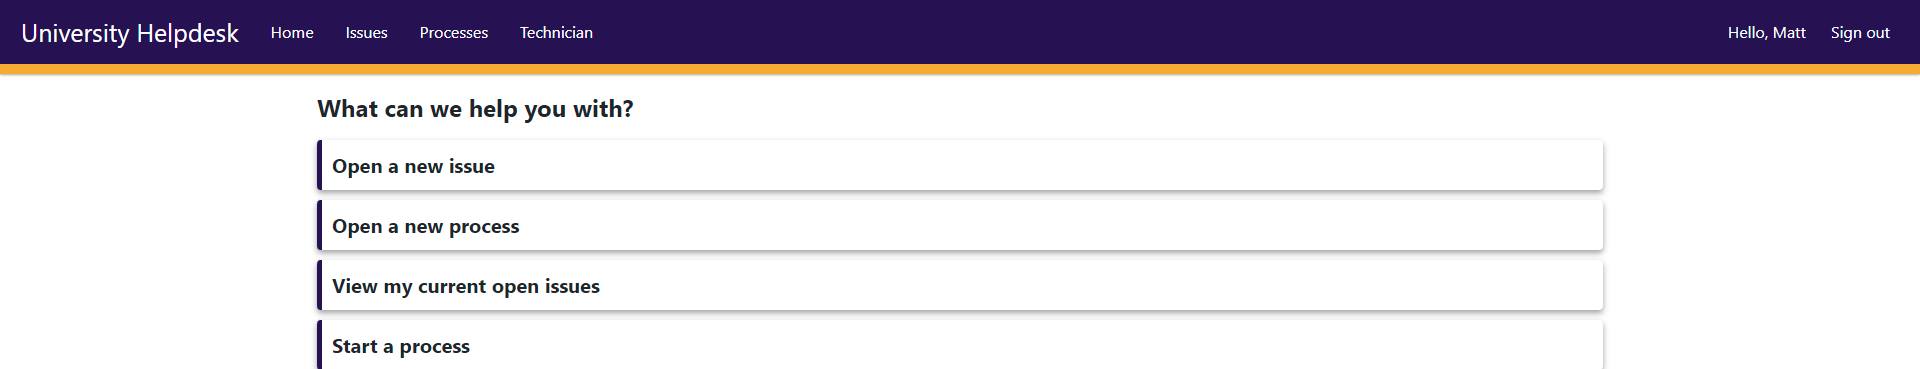 University Helpdesk Home Issues Processes Technician Hello, Matt Sign out
What can we help you with?
Open a new issue
Open a new process
View my current open issues
Start a process